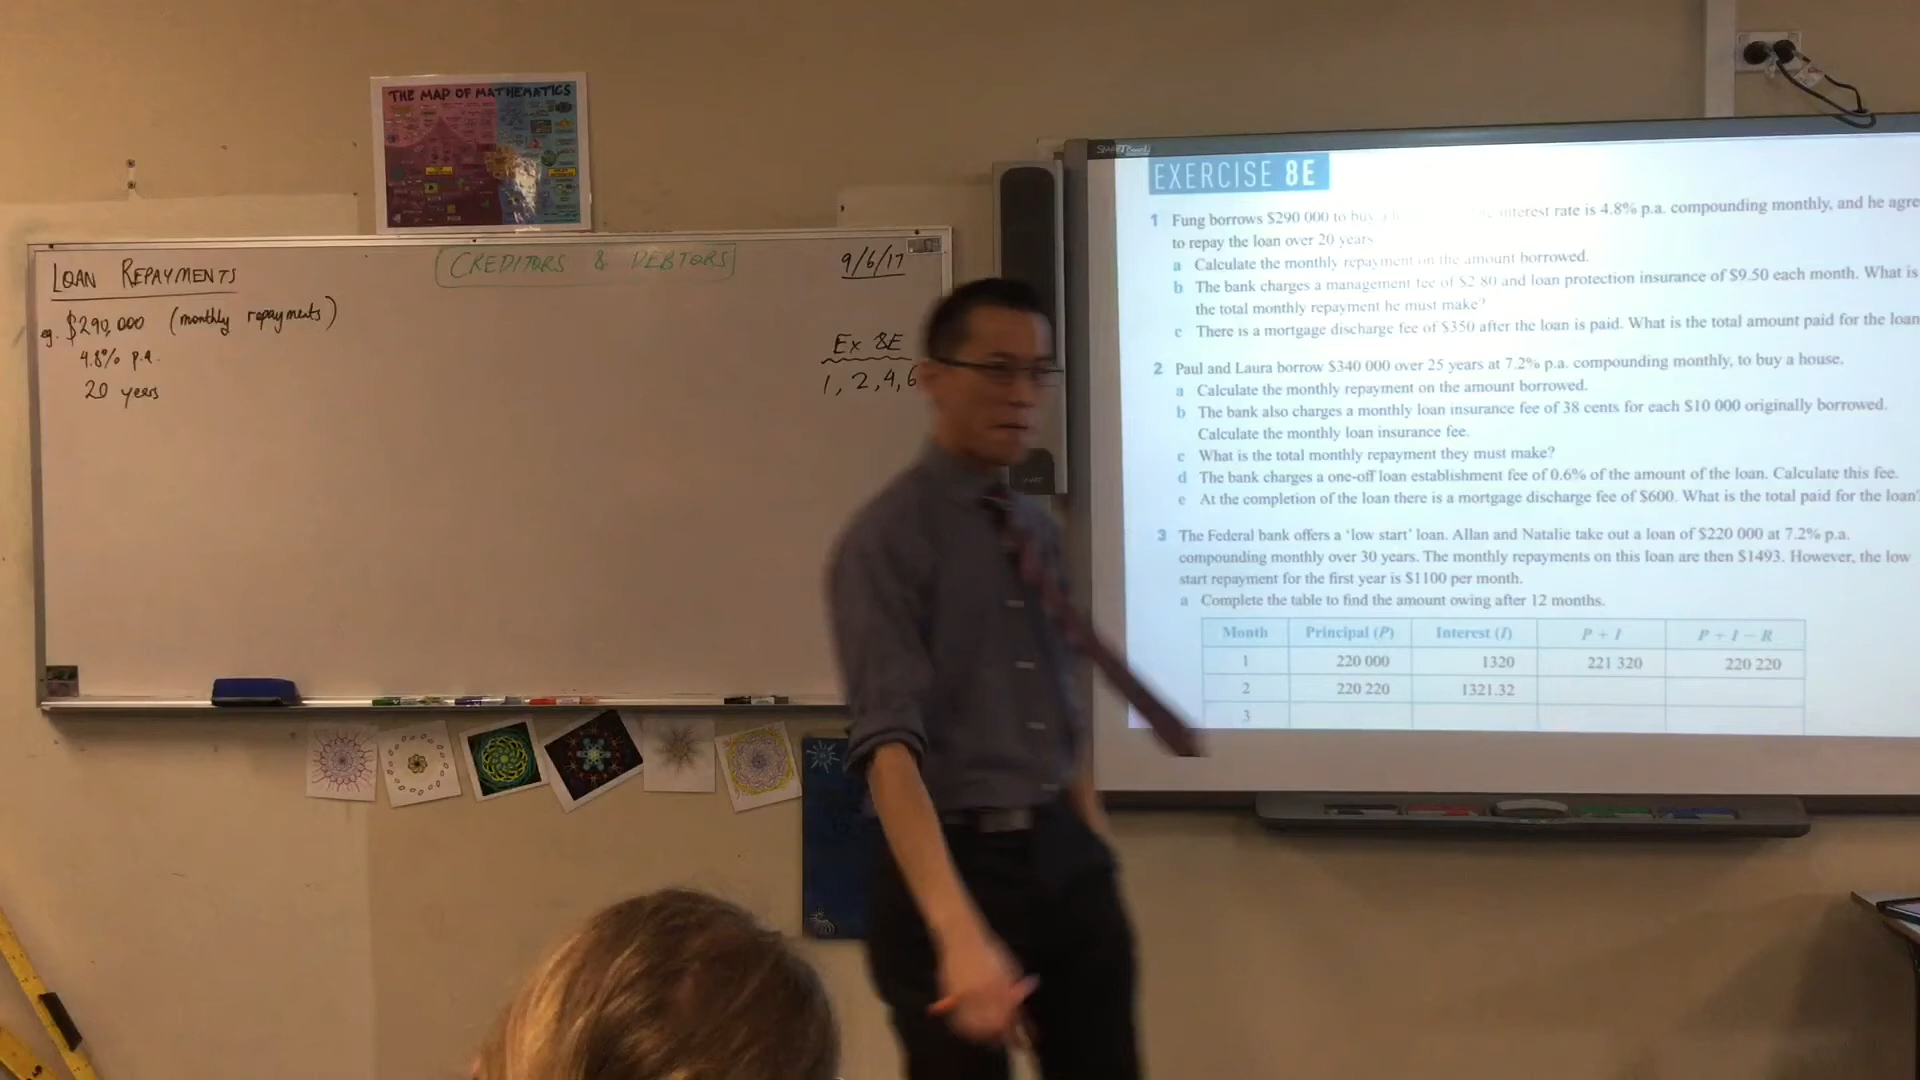 THE MAP OF MATHEMATICS
LOAN REPAYMENTS
eg. $290,000 (monthly repayments)
4.8% p.a.
20 years
CREDITORS & DEBTORS
9/6/17
Ex 8E
1, 2, 4, 6
SMART Board
EXERCISE 8E
1 Fung borrows $290 000 to buy a interest rate is 4.8% p.a. compounding monthly, and he agre
to repay the loan over 20 years
a Calculate the monthly repayment on the amount borrowed.
b The bank charges a management fee of $2.80 and loan protection insurance of $9.50 each month. What is
the total monthly repayment he must make?
c There is a mortgage discharge fee of $350 after the loan is paid. What is the total amount paid for the loan
2 Paul and Laura borrow $340 000 over 25 years at 7.2% p.a. compounding monthly, to buy a house.
a Calculate the monthly repayment on the amount borrowed.
b The bank also charges a monthly loan insurance fee of 38 cents for each $10 000 originally borrowed.
Calculate the monthly loan insurance fee.
c What is the total monthly repayment they must make?
d The bank charges a one-off loan establishment fee of 0.6% of the amount of the loan. Calculate this fee.
e At the completion of the loan there is a mortgage discharge fee of $600. What is the total paid for the loan?
3 The Federal bank offers a 'low start' loan. Allan and Natalie take out a loan of $220 000 at 7.2% p.a.
compounding monthly over 30 years. The monthly repayments on this loan are then $1493. However, the low
start repayment for the first year is $1100 per month.
a Complete the table to find the amount owing after 12 months.
Month Principal (P) Interest (I) P + I P + I – R
1 220 000 1320 221 320 220 220
2 220 220 1321.32
3